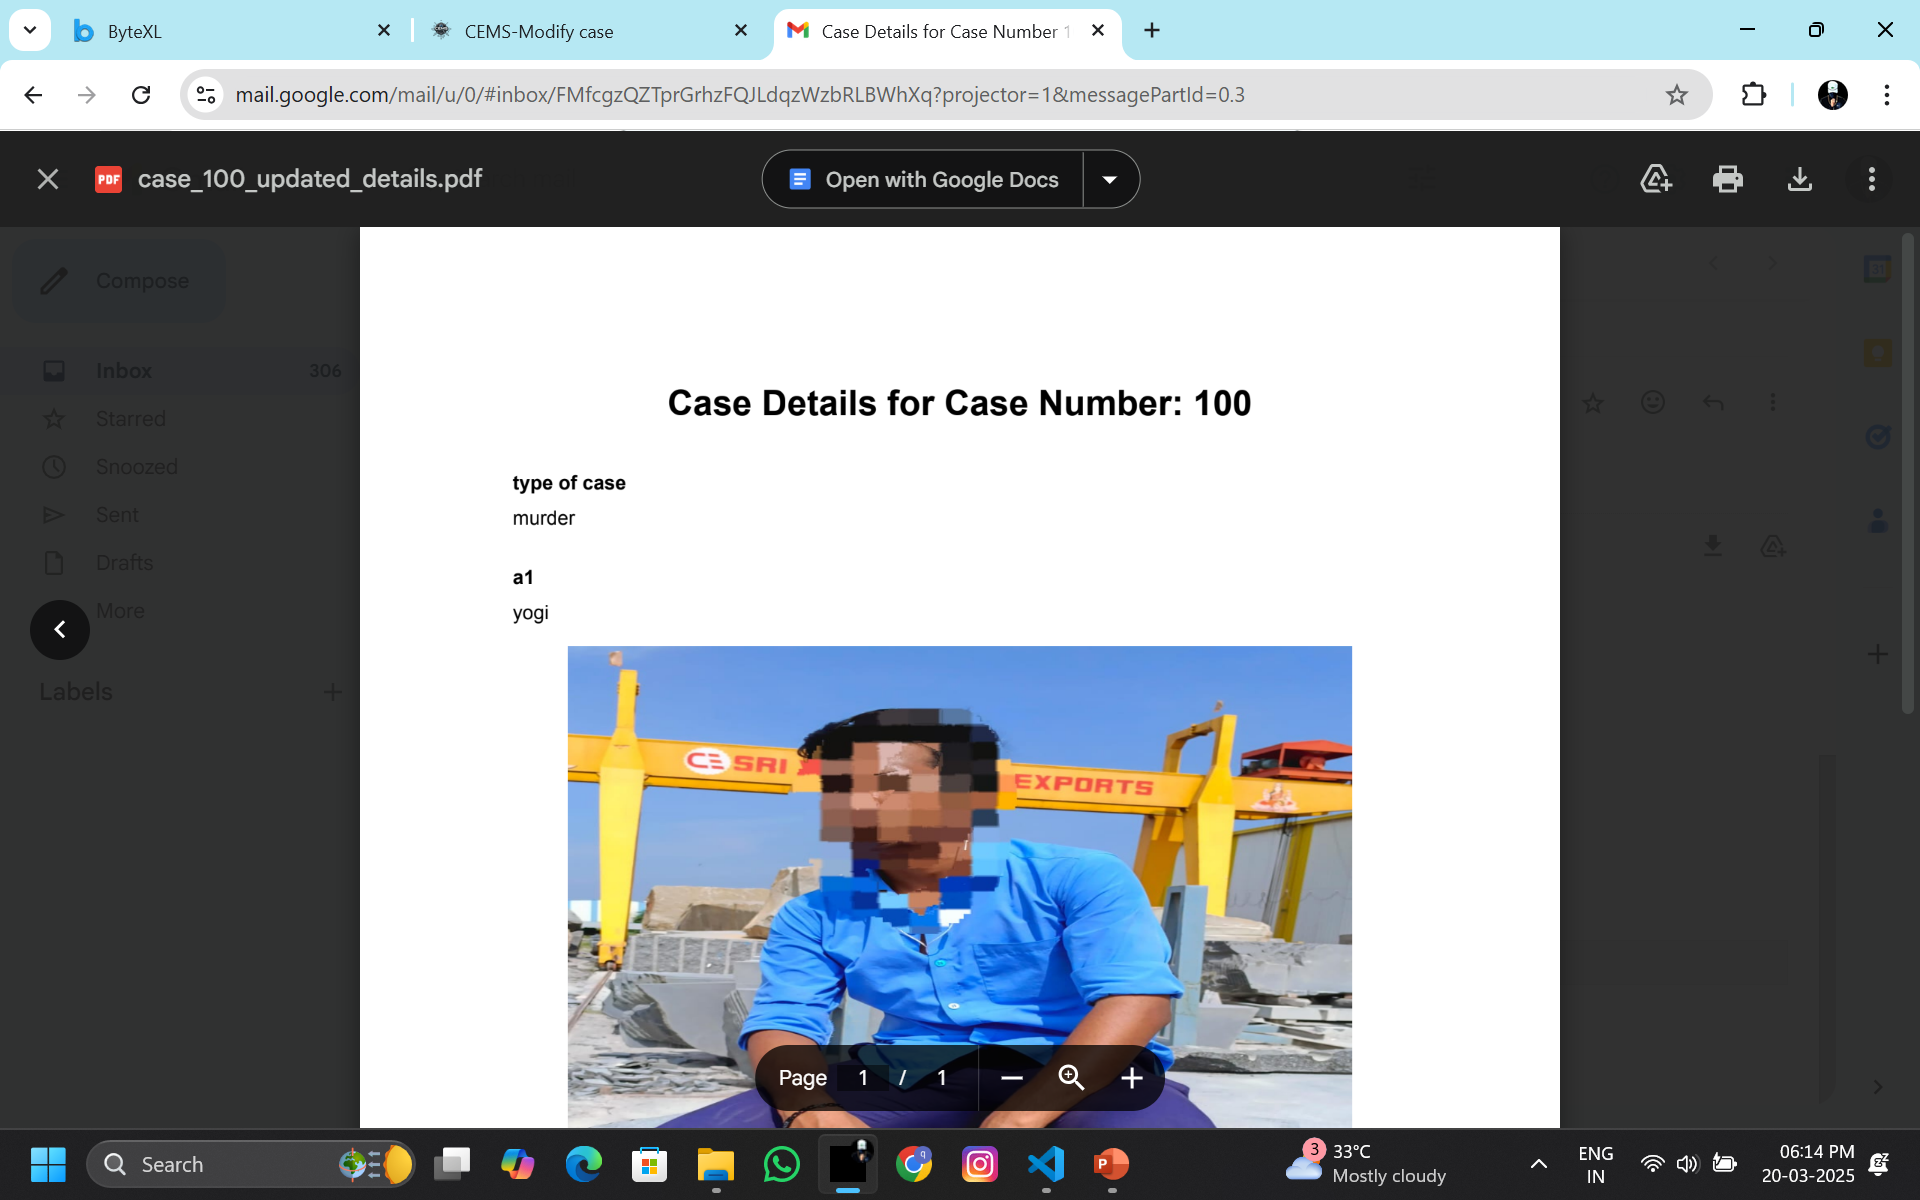 ByteXL
CEMS-Modify case
Case Details for Case Number 1
mail.google.com/mail/u/0/#inbox/FMfcgzQZTprGrhzFQJLdqzWzbRLBWhXq?projector=1&messagePartId=0.3
PDF
case_100_updated_details.pdf
Open with Google Docs
Compose
Inbox 306
Starred
Snoozed
Sent
Drafts
More
Labels
31
Case Details for Case Number: 100
type of case
murder
a1
yogi
SRI EXPORTS
Page 1 / 1
Search
3
33°C
Mostly cloudy
ENG
IN
06:14 PM
20-03-2025